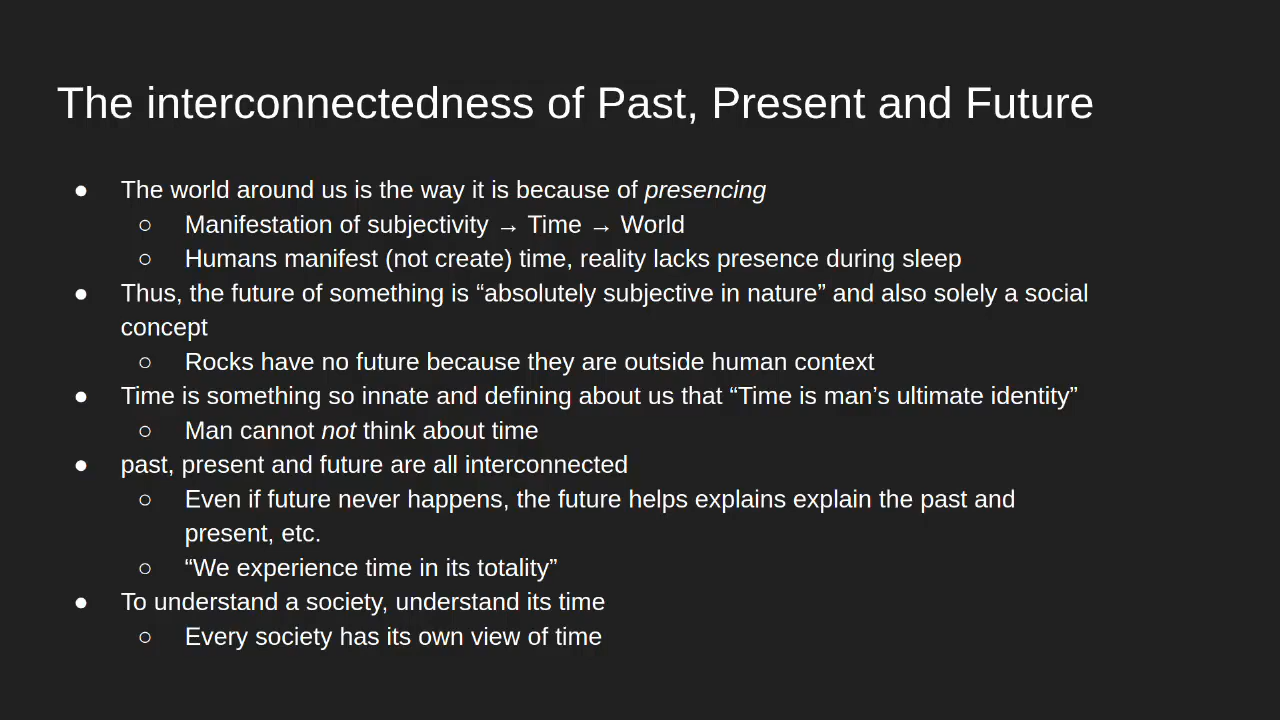 The interconnectedness of Past, Present and Future
● The world around us is the way it is because of presencing
○ Manifestation of subjectivity → Time → World
○ Humans manifest (not create) time, reality lacks presence during sleep
● Thus, the future of something is “absolutely subjective in nature” and also solely a social
concept
○ Rocks have no future because they are outside human context
● Time is something so innate and defining about us that “Time is man’s ultimate identity”
○ Man cannot not think about time
● past, present and future are all interconnected
○ Even if future never happens, the future helps explains explain the past and
present, etc.
○ “We experience time in its totality”
● To understand a society, understand its time
○ Every society has its own view of time